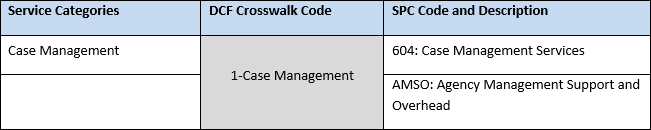 Service Categories
DCF Crosswalk Code
SPC Code and Description
Case Management
1-Case Management
604: Case Management Services
AMSO: Agency Management Support and
Overhead